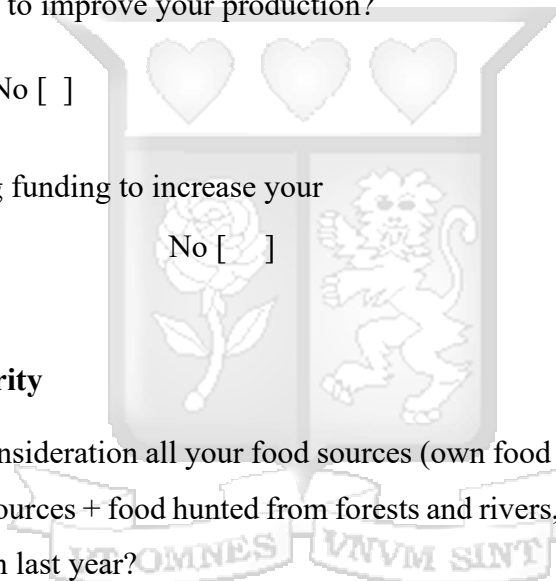 to improve your production?
No [ ]
funding to increase your
No [ ]
rity
nsideration all your food sources (own food
ources + food hunted from forests and rivers,
n last year?
VT OMNES VNVM SINT